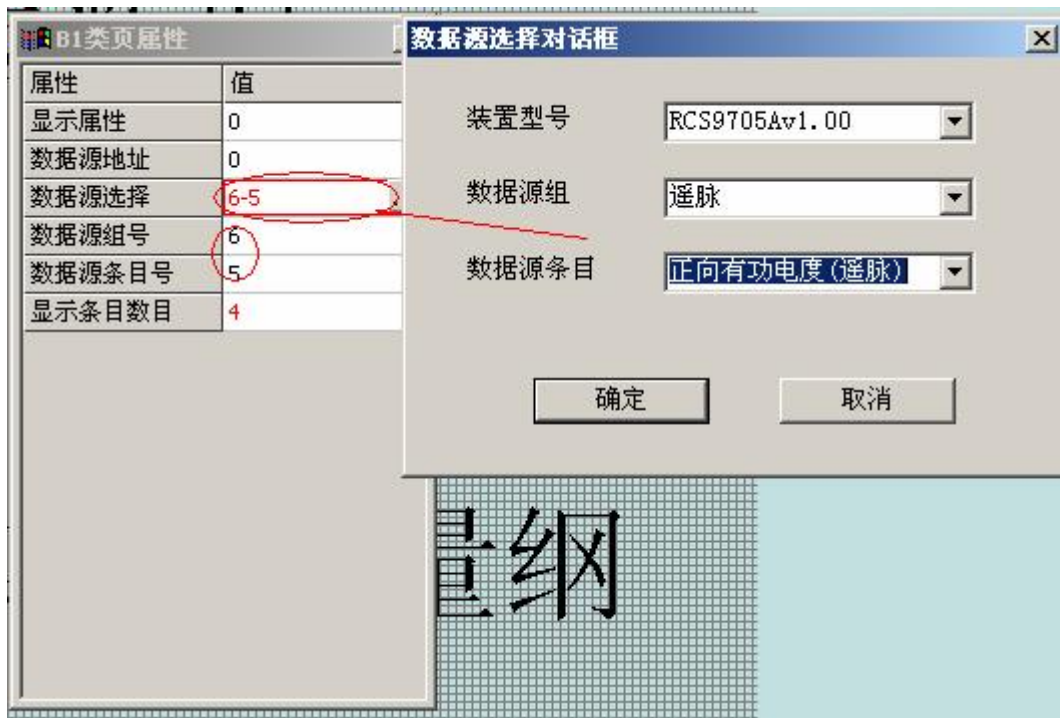 B1类页属性
属性 值
显示属性 0
数据源地址 0
数据源选择 6-5
数据源组号 6
数据源条目号 5
显示条目数目 4
数据源选择对话框
装置型号 RCS9705Av1.00
数据源组 遥脉
数据源条目 正向有功电度(遥脉)
确定 取消
量纲